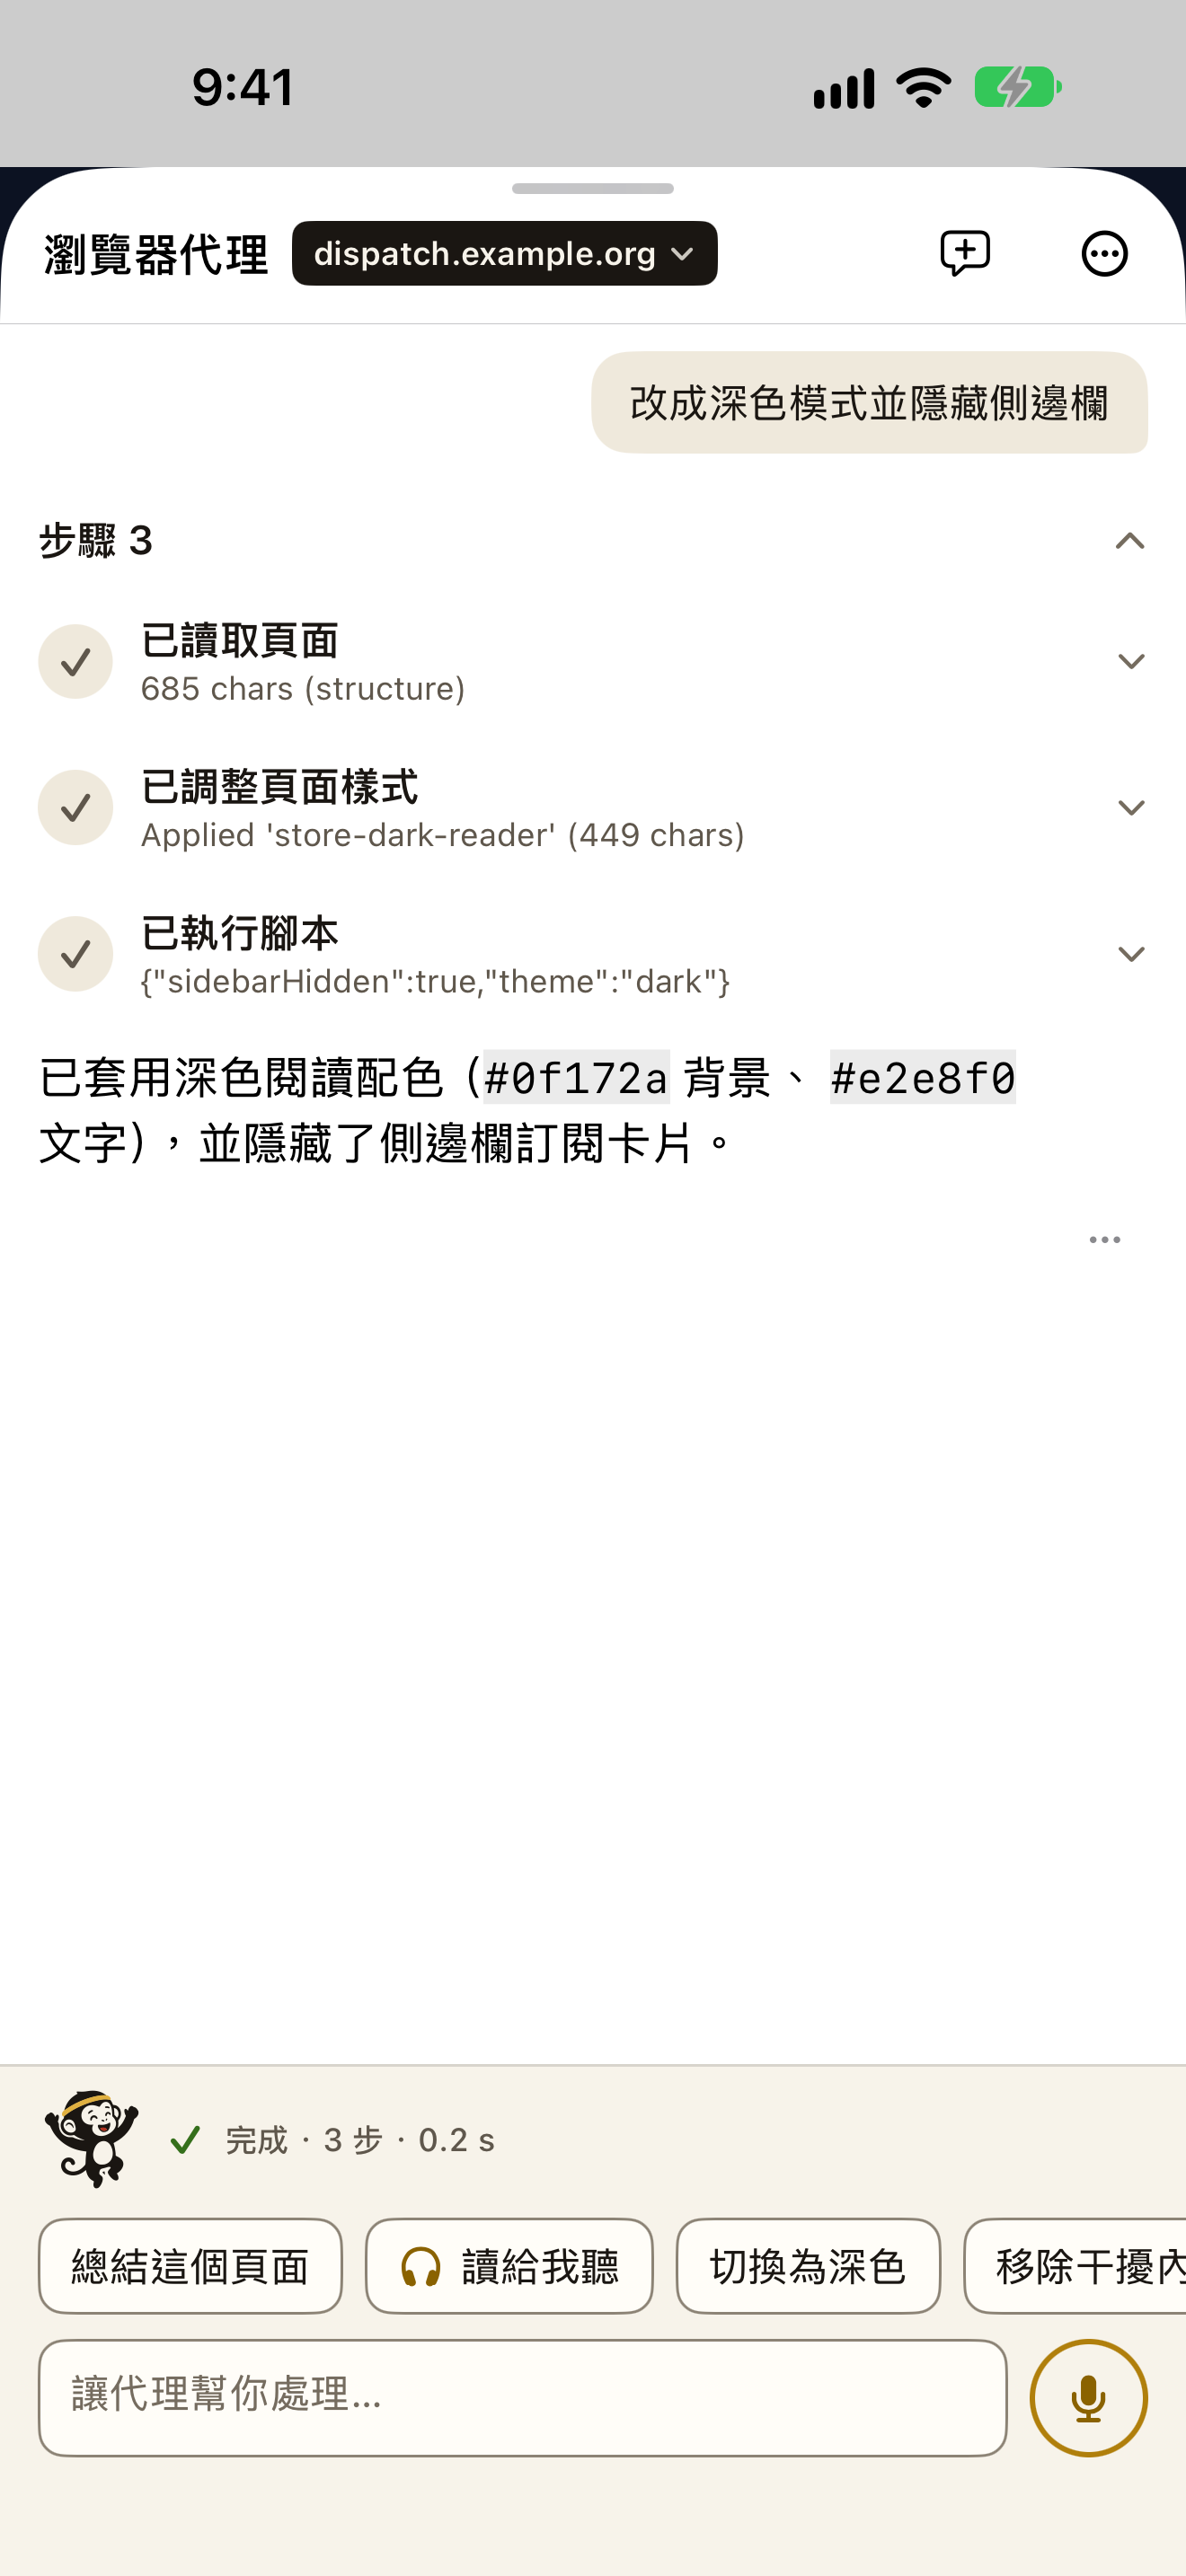 9:41
瀏覽器代理
dispatch.example.org
改成深色模式並隱藏側邊欄
步驟 3
已讀取頁面
685 chars (structure)
已調整頁面樣式
Applied 'store-dark-reader' (449 chars)
已執行腳本
{"sidebarHidden":true,"theme":"dark"}
已套用深色閱讀配色（#0f172a 背景、 #e2e8f0
文字），並隱藏了側邊欄訂閱卡片。
完成 · 3 步 · 0.2 s
總結這個頁面
讀給我聽
切換為深色
移除干擾內
讓代理幫你處理...